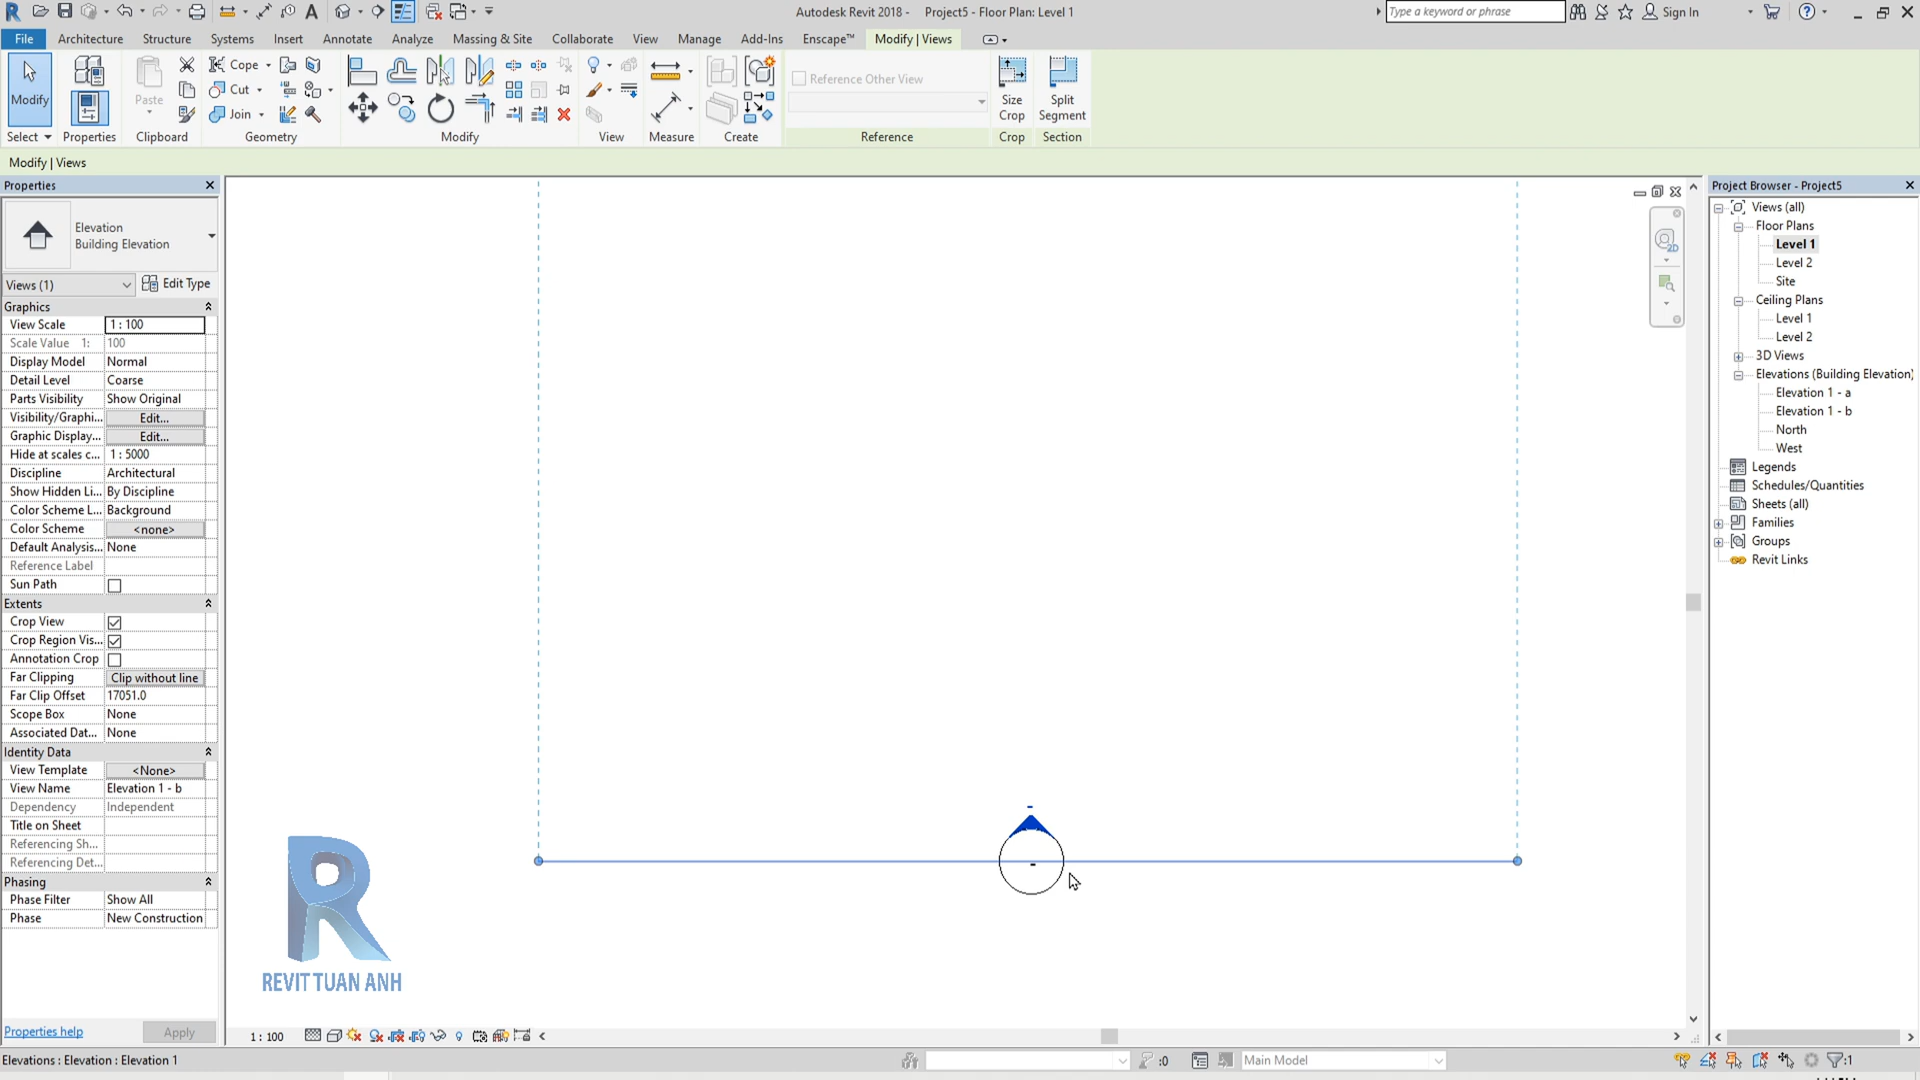 Autodesk Revit 2018 - Project5 - Floor Plan: Level 1
Type a keyword or phrase
Sign In
File
Architecture
Structure
Systems
Insert
Annotate
Analyze
Massing & Site
Collaborate
View
Manage
Add-Ins
Enscape™
Modify | Views
Modify
Paste
Cope
Cut
Join
Reference Other View
Size Crop
Split Segment
Select
Properties
Clipboard
Geometry
Modify
View
Measure
Create
Reference
Crop
Section
Modify | Views
Properties
Elevation
Building Elevation
Views (1)
Edit Type
Graphics
View Scale 1 : 100
Scale Value 1: 100
Display Model Normal
Detail Level Coarse
Parts Visibility Show Original
Visibility/Graphi... Edit...
Graphic Display... Edit...
Hide at scales c... 1 : 5000
Discipline Architectural
Show Hidden Li... By Discipline
Color Scheme L... Background
Color Scheme <none>
Default Analysis... None
Reference Label
Sun Path
Extents
Crop View
Crop Region Vis...
Annotation Crop
Far Clipping Clip without line
Far Clip Offset 17051.0
Scope Box None
Associated Dat... None
Identity Data
View Template <None>
View Name Elevation 1 - b
Dependency Independent
Title on Sheet
Referencing Sh...
Referencing Det...
Phasing
Phase Filter Show All
Phase New Construction
Properties help
Apply
REVIT TUAN ANH
2D
Project Browser - Project5
Views (all)
Floor Plans
Level 1
Level 2
Site
Ceiling Plans
Level 1
Level 2
3D Views
Elevations (Building Elevation)
Elevation 1 - a
Elevation 1 - b
North
West
Legends
Schedules/Quantities
Sheets (all)
Families
Groups
Revit Links
1 : 100
Elevations : Elevation : Elevation 1
:0
Main Model
:1